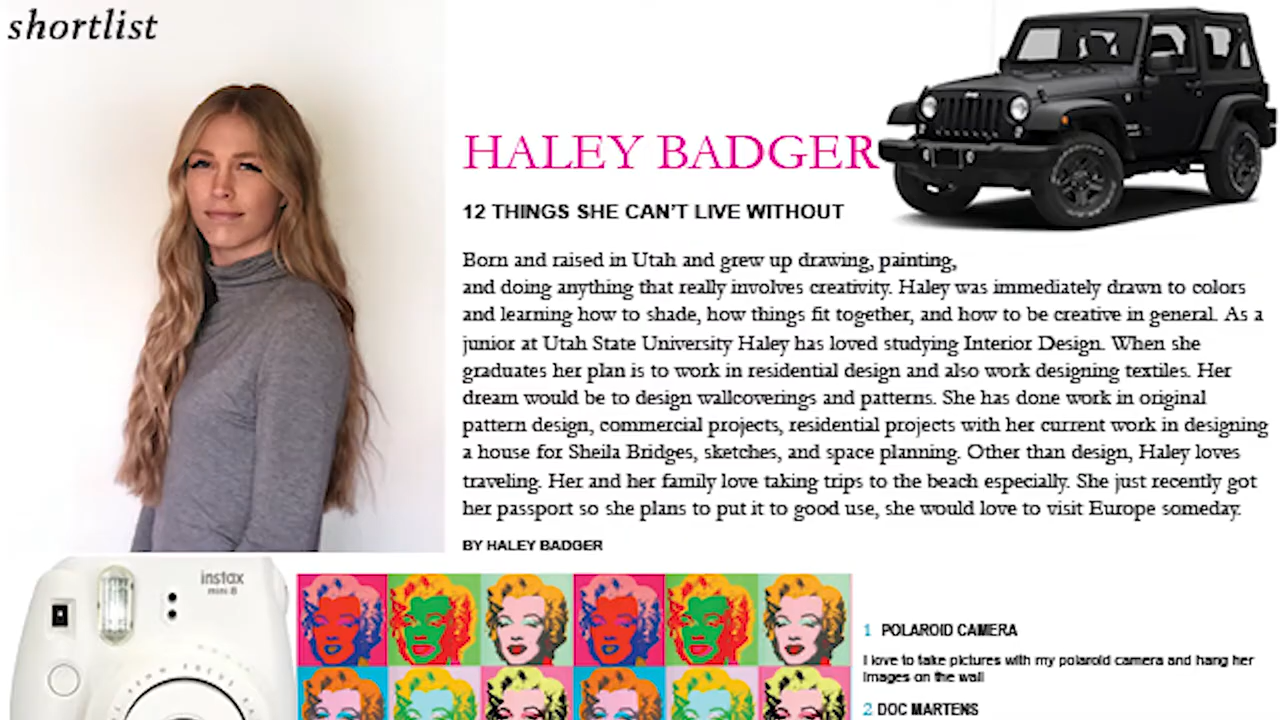 shortlist
HALEY BADGER
12 THINGS SHE CAN'T LIVE WITHOUT
Born and raised in Utah and grew up drawing, painting,
and doing anything that really involves creativity. Haley was immediately drawn to colors
and learning how to shade, how things fit together, and how to be creative in general. As a
junior at Utah State University Haley has loved studying Interior Design. When she
graduates her plan is to work in residential design and also work designing textiles. Her
dream would be to design wallcoverings and patterns. She has done work in original
pattern design, commercial projects, residential projects with her current work in designing
a house for Sheila Bridges, sketches, and space planning. Other than design, Haley loves
traveling. Her and her family love taking trips to the beach especially. She just recently got
her passport so she plans to put it to good use, she would love to visit Europe someday.
BY HALEY BADGER
instax
mini 8
1 POLAROID CAMERA
I love to take pictures with my polaroid camera and hang her
images on the wall
2 DOC MARTENS